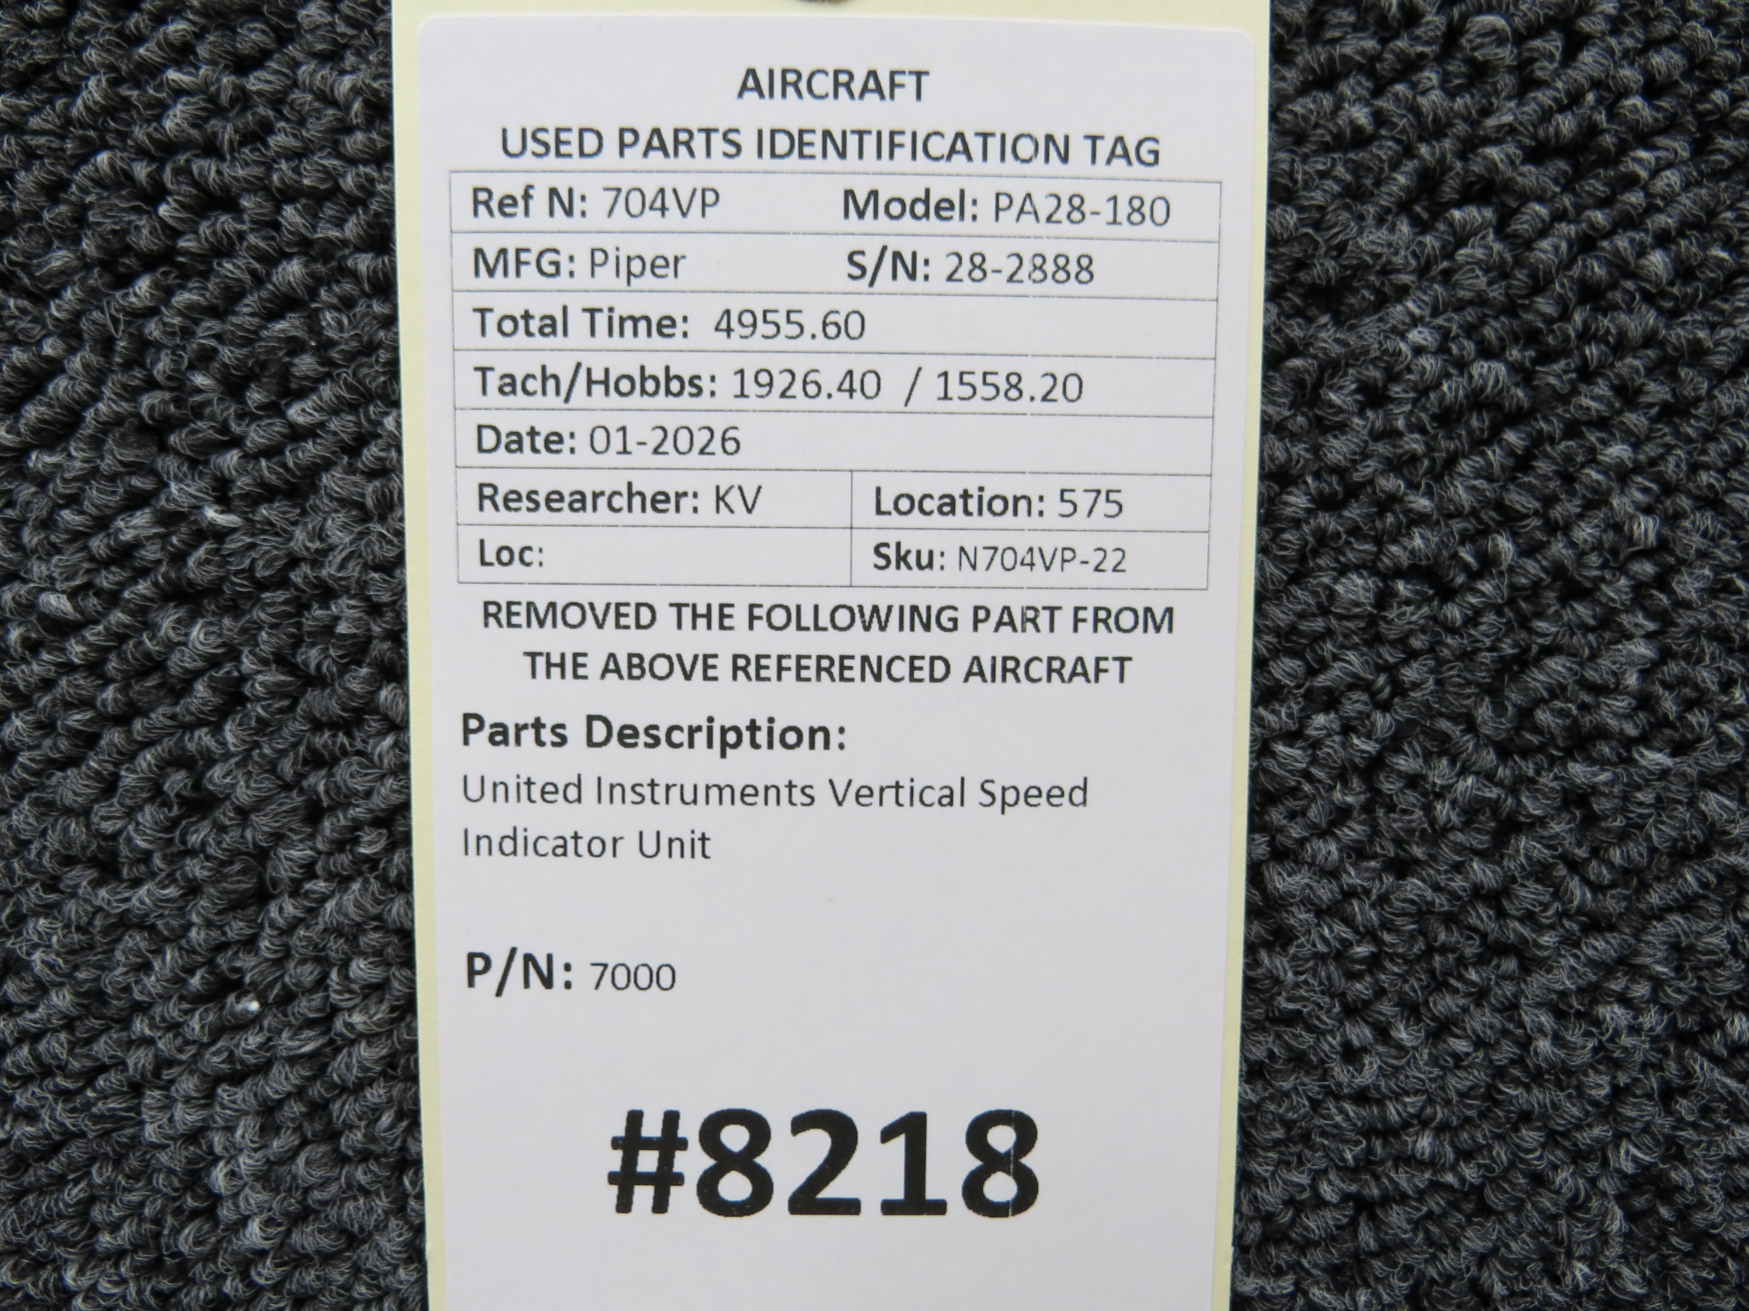 AIRCRAFT
USED PARTS IDENTIFICATION TAG
Ref N: 704VP Model: PA28-180
MFG: Piper S/N: 28-2888
Total Time: 4955.60
Tach/Hobbs: 1926.40 / 1558.20
Date: 01-2026
Researcher: KV Location: 575
Loc: Sku: N704VP-22
REMOVED THE FOLLOWING PART FROM
THE ABOVE REFERENCED AIRCRAFT
Parts Description:
United Instruments Vertical Speed
Indicator Unit
P/N: 7000
#8218